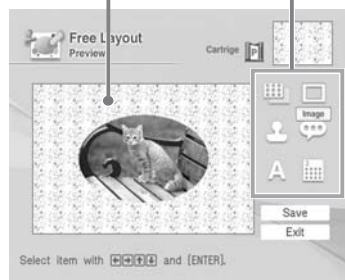 Free Layout
Preview
Cartrige P
Image
A
Save
Exit
Select item with and [ENTER].